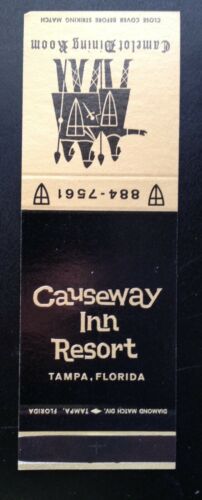 CLOSE COVER BEFORE STRIKING MATCH
Camelot Dining Room
884-7561
Causeway
Inn
Resort
TAMPA, FLORIDA
DIAMOND MATCH DIV. TAMPA, FLORIDA